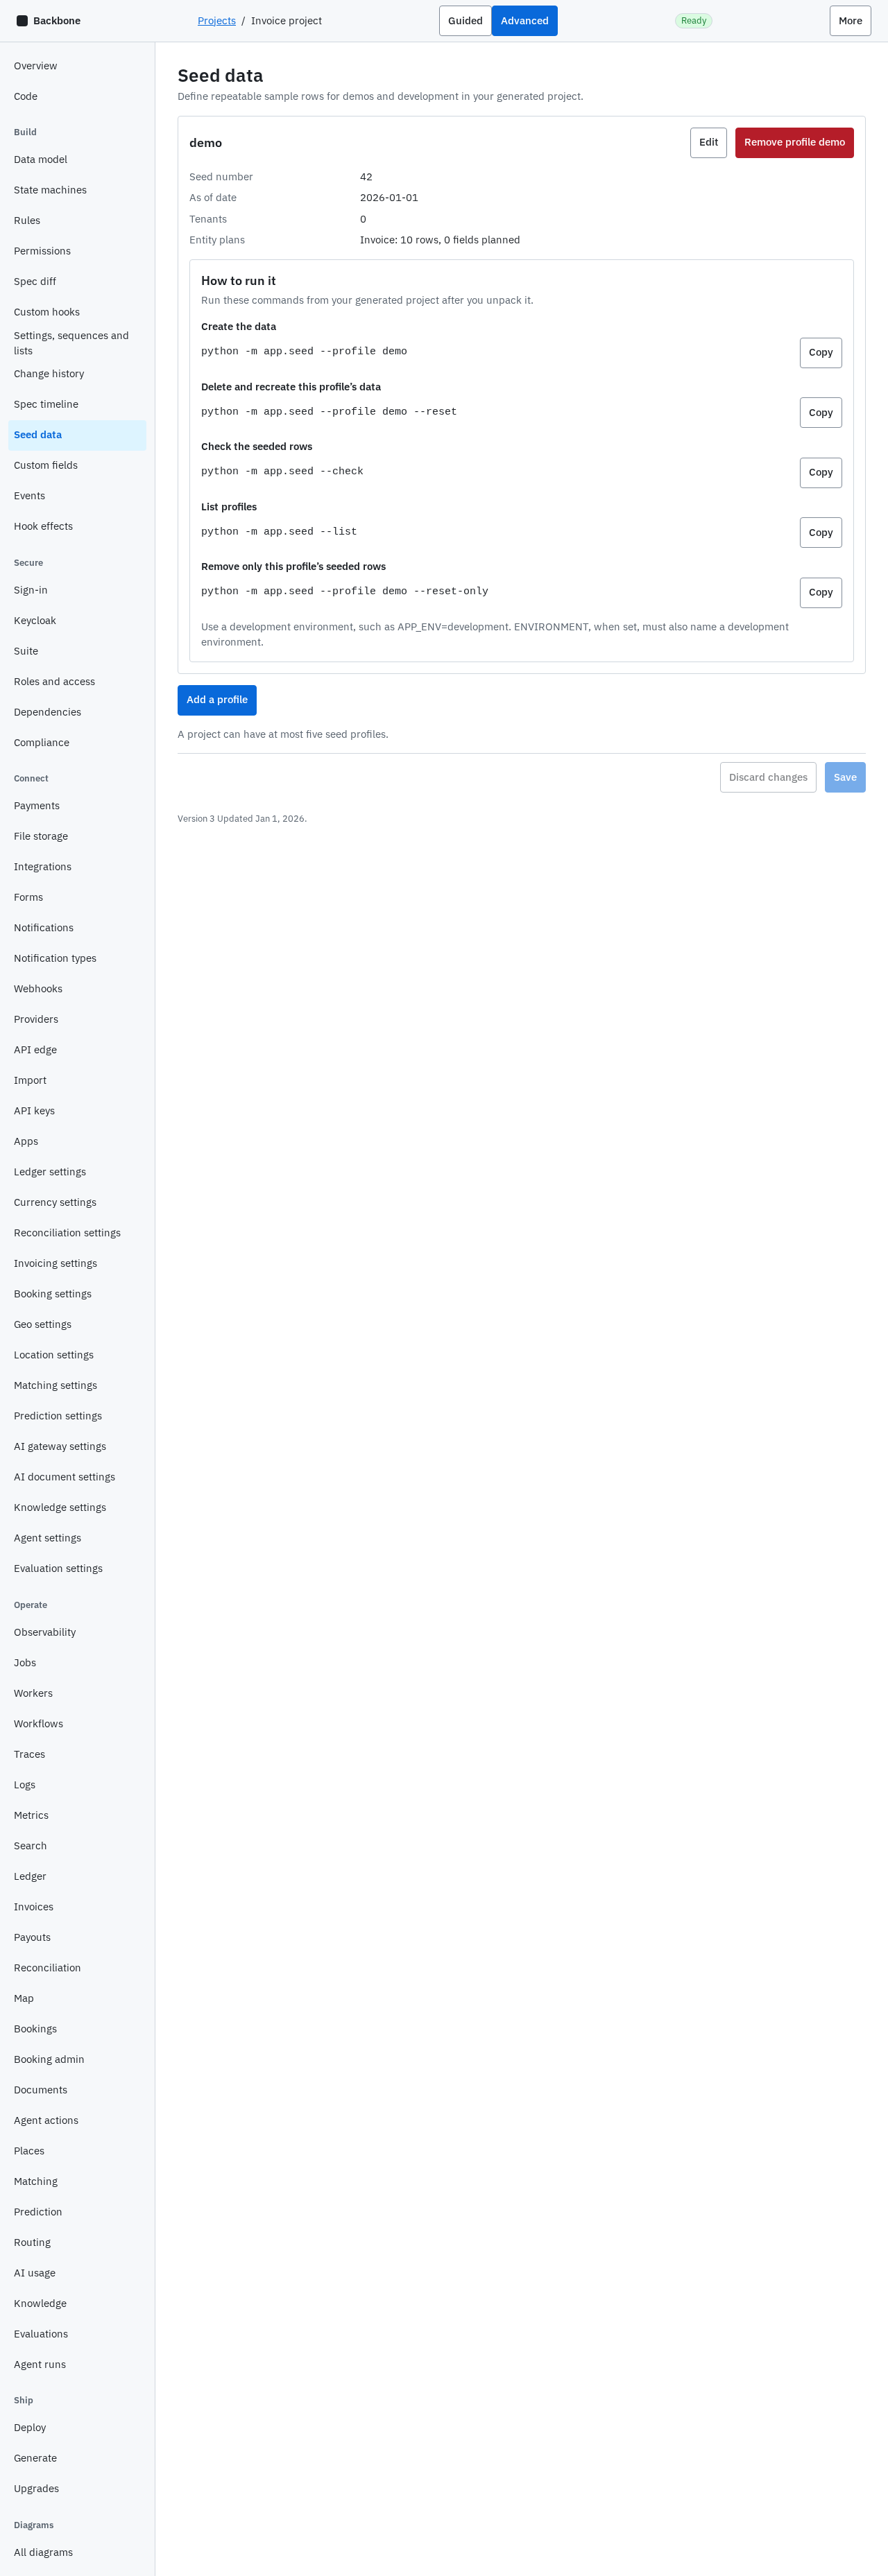 Backbone
Projects / Invoice project
Guided
Advanced
Ready
More
Overview
Code
Build
Data model
State machines
Rules
Permissions
Spec diff
Custom hooks
Settings, sequences and
lists
Change history
Spec timeline
Seed data
Custom fields
Events
Hook effects
Secure
Sign-in
Keycloak
Suite
Roles and access
Dependencies
Compliance
Connect
Payments
File storage
Integrations
Forms
Notifications
Notification types
Webhooks
Providers
API edge
Import
API keys
Apps
Ledger settings
Currency settings
Reconciliation settings
Invoicing settings
Booking settings
Geo settings
Location settings
Matching settings
Prediction settings
AI gateway settings
AI document settings
Knowledge settings
Agent settings
Evaluation settings
Operate
Observability
Jobs
Workers
Workflows
Traces
Logs
Metrics
Search
Ledger
Invoices
Payouts
Reconciliation
Map
Bookings
Booking admin
Documents
Agent actions
Places
Matching
Prediction
Routing
AI usage
Knowledge
Evaluations
Agent runs
Ship
Deploy
Generate
Upgrades
Diagrams
All diagrams
Seed data
Define repeatable sample rows for demos and development in your generated project.
demo
Edit
Remove profile demo
Seed number 42
As of date 2026-01-01
Tenants 0
Entity plans Invoice: 10 rows, 0 fields planned
How to run it
Run these commands from your generated project after you unpack it.
Create the data
python -m app.seed --profile demo
Copy
Delete and recreate this profile’s data
python -m app.seed --profile demo --reset
Copy
Check the seeded rows
python -m app.seed --check
Copy
List profiles
python -m app.seed --list
Copy
Remove only this profile’s seeded rows
python -m app.seed --profile demo --reset-only
Copy
Use a development environment, such as APP_ENV=development. ENVIRONMENT, when set, must also name a development
environment.
Add a profile
A project can have at most five seed profiles.
Discard changes
Save
Version 3 Updated Jan 1, 2026.